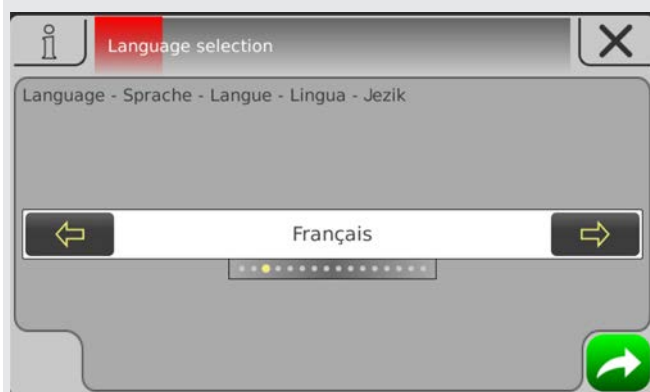 Language selection
Language - Sprache - Langue - Lingua - Jezik
Français